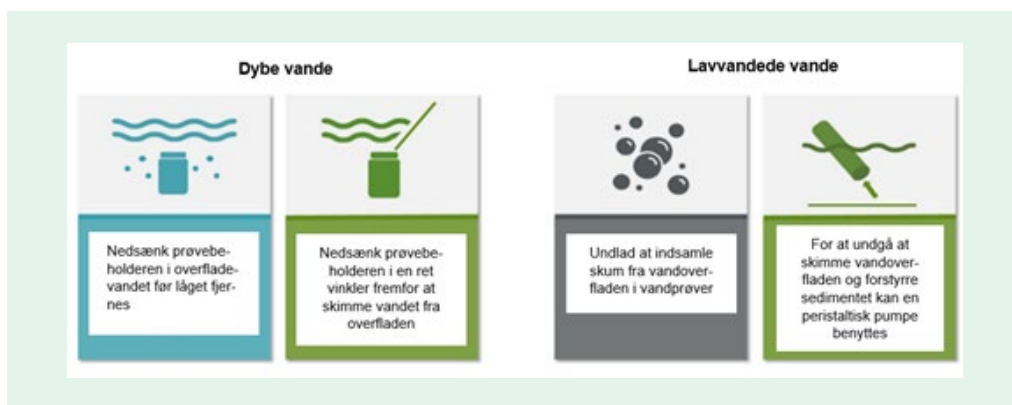 Dybe vande
Nedsænk prøvebe-
holderen i overflade-
vandet før låget fjer-
nes
Nedsænk prøvebe-
holderen i en ret
vinkler fremfor at
skimme vandet fra
overfladen
Lavvandede vande
Undlad at indsamle
skum fra vandover-
fladen i vandprøver
For at undgå at
skimme vandover-
fladen og forstyrre
sedimentet kan en
peristaltisk pumpe
benyttes